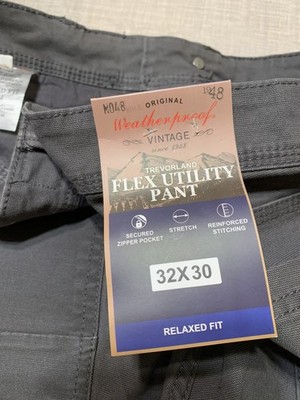 K048
1048
ORIGINAL
Weatherproof
VINTAGE
since 1948
TREVORLAND
FLEX UTILITY
PANT
SECURED
ZIPPER POCKET
STRETCH
REINFORCED
STITCHING
32X30
RELAXED FIT